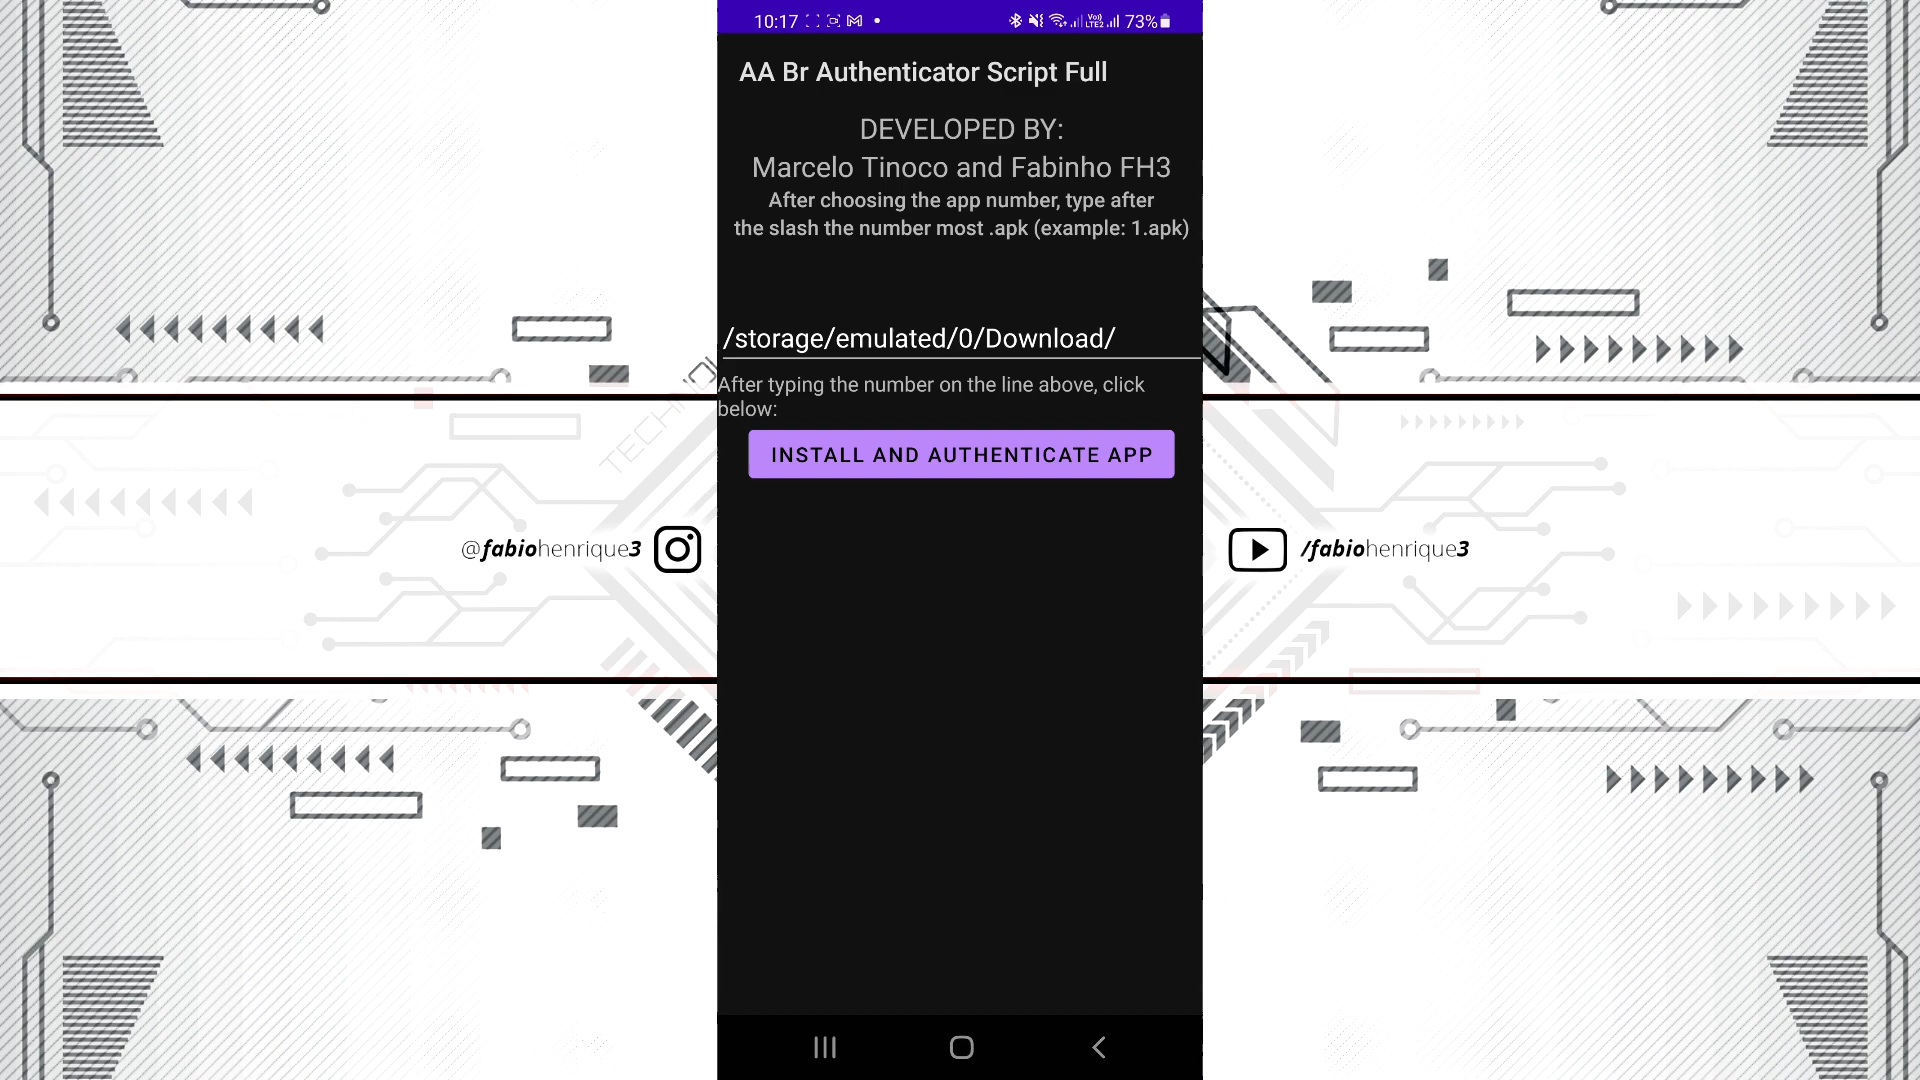 10:17
Vo)) LTE2 73%
AA Br Authenticator Script Full
DEVELOPED BY:
Marcelo Tinoco and Fabinho FH3
After choosing the app number, type after
the slash the number most .apk (example: 1.apk)
/storage/emulated/0/Download/
After typing the number on the line above, click
below:
INSTALL AND AUTHENTICATE APP
@fabiohenrique3
/fabiohenrique3